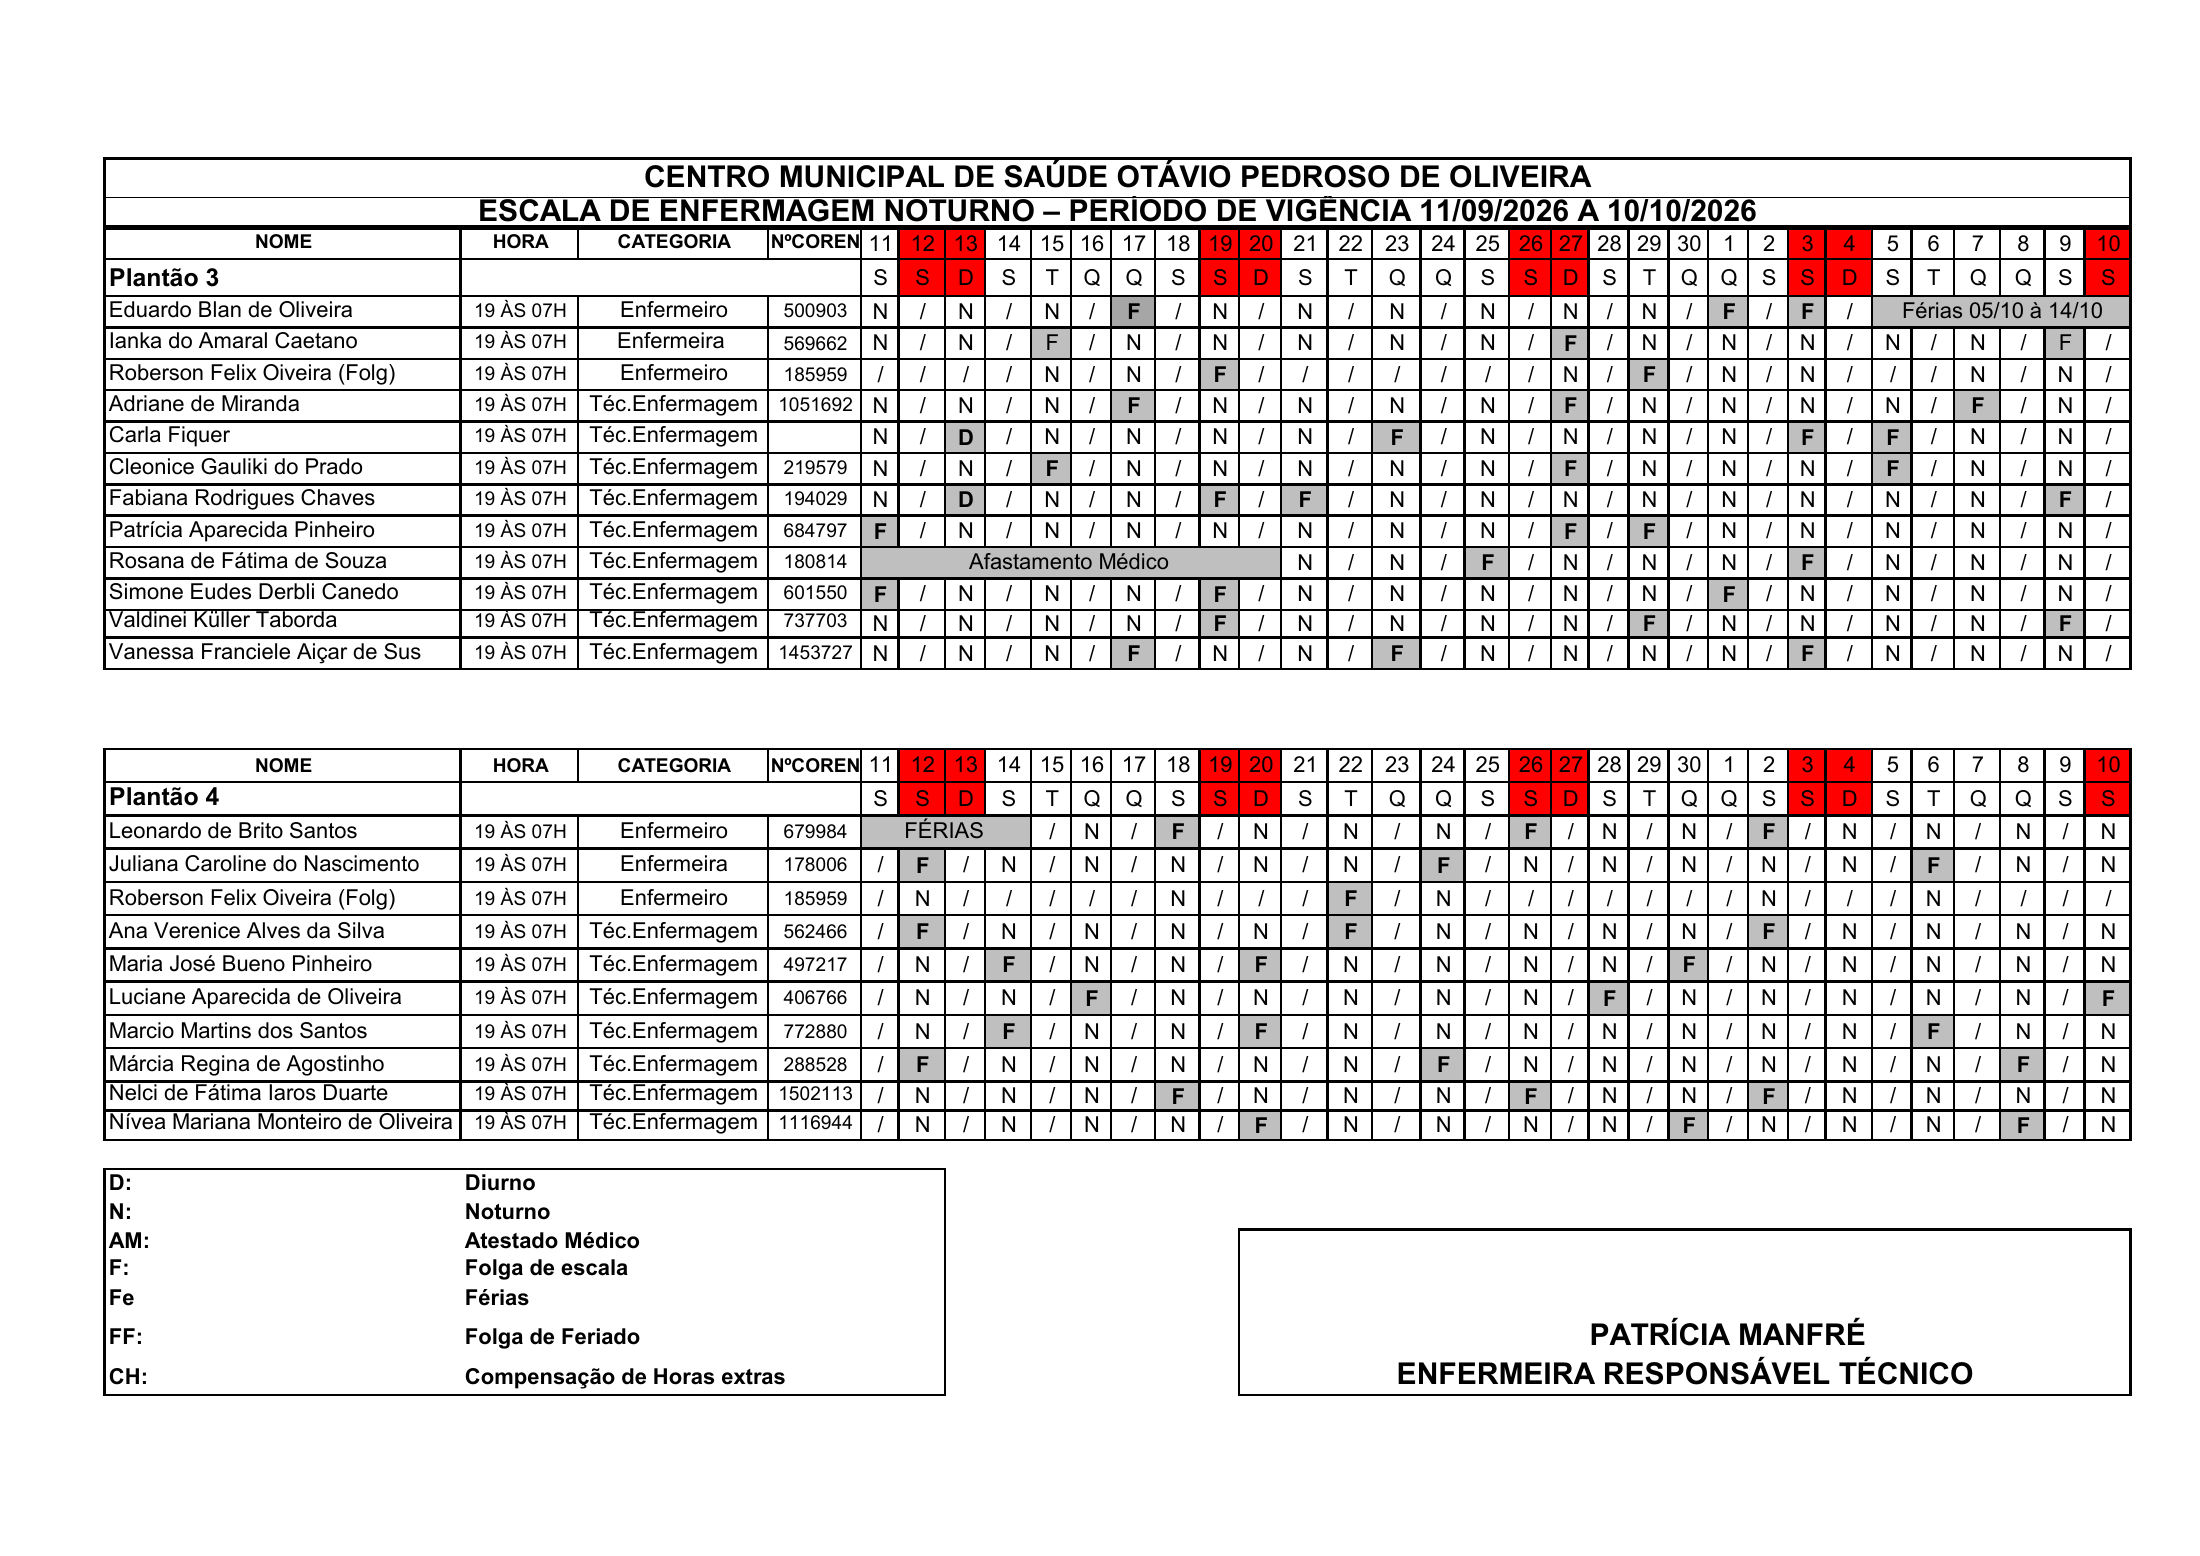 CENTRO MUNICIPAL DE SAÚDE OTÁVIO PEDROSO DE OLIVEIRA
ESCALA DE ENFERMAGEM NOTURNO – PERÍODO DE VIGÊNCIA 11/09/2026 A 10/10/2026
NOME HORA CATEGORIA NºCOREN 11 12 13 14 15 16 17 18 19 20 21 22 23 24 25 26 27 28 29 30 1 2 3 4 5 6 7 8 9 10
Plantão 3 S S D S T Q Q S S D S T Q Q S S D S T Q Q S S D S T Q Q S S
Eduardo Blan de Oliveira 19 ÀS 07H Enfermeiro 500903 N / N / N / F / N / N / N / N / N / N / F / F / Férias 05/10 à 14/10
Ianka do Amaral Caetano 19 ÀS 07H Enfermeira 569662 N / N / F / N / N / N / N / N / F / N / N / N / N / N / F /
Roberson Felix Oiveira (Folg) 19 ÀS 07H Enfermeiro 185959 / / / / N / N / F / / / / / / / N / F / N / N / / / N / N /
Adriane de Miranda 19 ÀS 07H Téc.Enfermagem 1051692 N / N / N / F / N / N / N / N / F / N / N / N / N / F / N /
Carla Fiquer 19 ÀS 07H Téc.Enfermagem N / D / N / N / N / N / F / N / N / N / N / F / F / N / N /
Cleonice Gauliki do Prado 19 ÀS 07H Téc.Enfermagem 219579 N / N / F / N / N / N / N / N / F / N / N / N / F / N / N /
Fabiana Rodrigues Chaves 19 ÀS 07H Téc.Enfermagem 194029 N / D / N / N / F / F / N / N / N / N / N / N / N / N / F /
Patrícia Aparecida Pinheiro 19 ÀS 07H Téc.Enfermagem 684797 F / N / N / N / N / N / N / N / F / F / N / N / N / N / N /
Rosana de Fátima de Souza 19 ÀS 07H Téc.Enfermagem 180814 Afastamento Médico N / N / F / N / N / N / F / N / N / N /
Simone Eudes Derbli Canedo 19 ÀS 07H Téc.Enfermagem 601550 F / N / N / N / F / N / N / N / N / N / F / N / N / N / N /
Valdinei Küller Taborda 19 ÀS 07H Téc.Enfermagem 737703 N / N / N / N / F / N / N / N / N / F / N / N / N / N / F /
Vanessa Franciele Aiçar de Sus 19 ÀS 07H Téc.Enfermagem 1453727 N / N / N / F / N / N / F / N / N / N / N / F / N / N / N /
NOME HORA CATEGORIA NºCOREN 11 12 13 14 15 16 17 18 19 20 21 22 23 24 25 26 27 28 29 30 1 2 3 4 5 6 7 8 9 10
Plantão 4 S S D S T Q Q S S D S T Q Q S S D S T Q Q S S D S T Q Q S S
Leonardo de Brito Santos 19 ÀS 07H Enfermeiro 679984 FÉRIAS / N / F / N / N / N / F / N / N / F / N / N / N / N
Juliana Caroline do Nascimento 19 ÀS 07H Enfermeira 178006 / F / N / N / N / N / N / F / N / N / N / N / N / F / N / N
Roberson Felix Oiveira (Folg) 19 ÀS 07H Enfermeiro 185959 / N / / / / / N / / / F / N / / / / / / N / / / N / / / /
Ana Verenice Alves da Silva 19 ÀS 07H Téc.Enfermagem 562466 / F / N / N / N / N / F / N / N / N / N / F / N / N / N / N
Maria José Bueno Pinheiro 19 ÀS 07H Téc.Enfermagem 497217 / N / F / N / N / F / N / N / N / N / F / N / N / N / N / N
Luciane Aparecida de Oliveira 19 ÀS 07H Téc.Enfermagem 406766 / N / N / F / N / N / N / N / N / F / N / N / N / N / N / F
Marcio Martins dos Santos 19 ÀS 07H Téc.Enfermagem 772880 / N / F / N / N / F / N / N / N / N / N / N / N / F / N / N
Márcia Regina de Agostinho 19 ÀS 07H Téc.Enfermagem 288528 / F / N / N / N / N / N / F / N / N / N / N / N / N / F / N
Nelci de Fátima Iaros Duarte 19 ÀS 07H Téc.Enfermagem 1502113 / N / N / N / F / N / N / N / F / N / N / F / N / N / N / N
Nívea Mariana Monteiro de Oliveira 19 ÀS 07H Téc.Enfermagem 1116944 / N / N / N / N / F / N / N / N / N / F / N / N / N / F / N
D: Diurno
N: Noturno
AM: Atestado Médico
F: Folga de escala
Fe Férias
FF: Folga de Feriado
CH: Compensação de Horas extras
PATRÍCIA MANFRÉ
ENFERMEIRA RESPONSÁVEL TÉCNICO